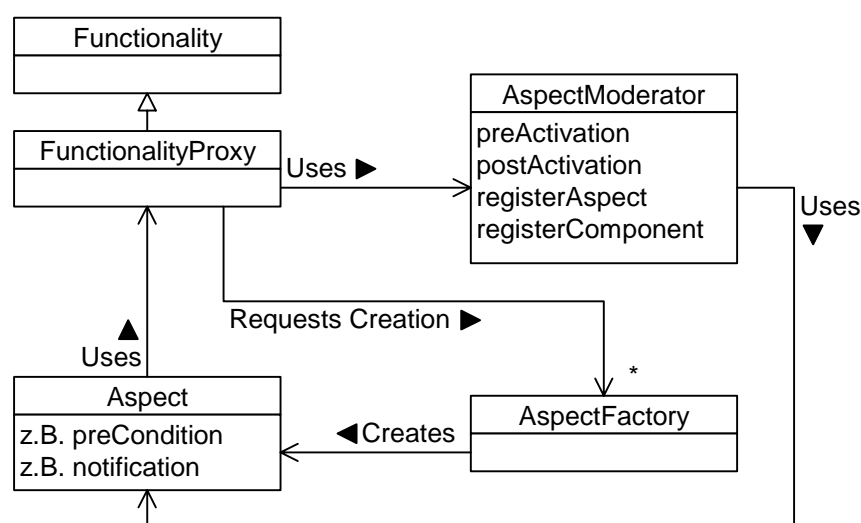 Functionality
FunctionalityProxy
AspectModerator
preActivation
postActivation
registerAspect
registerComponent
Uses ▶
Uses
▼
Requests Creation ▶
▲
Uses
*
Aspect
z.B. preCondition
z.B. notification
◀Creates
AspectFactory